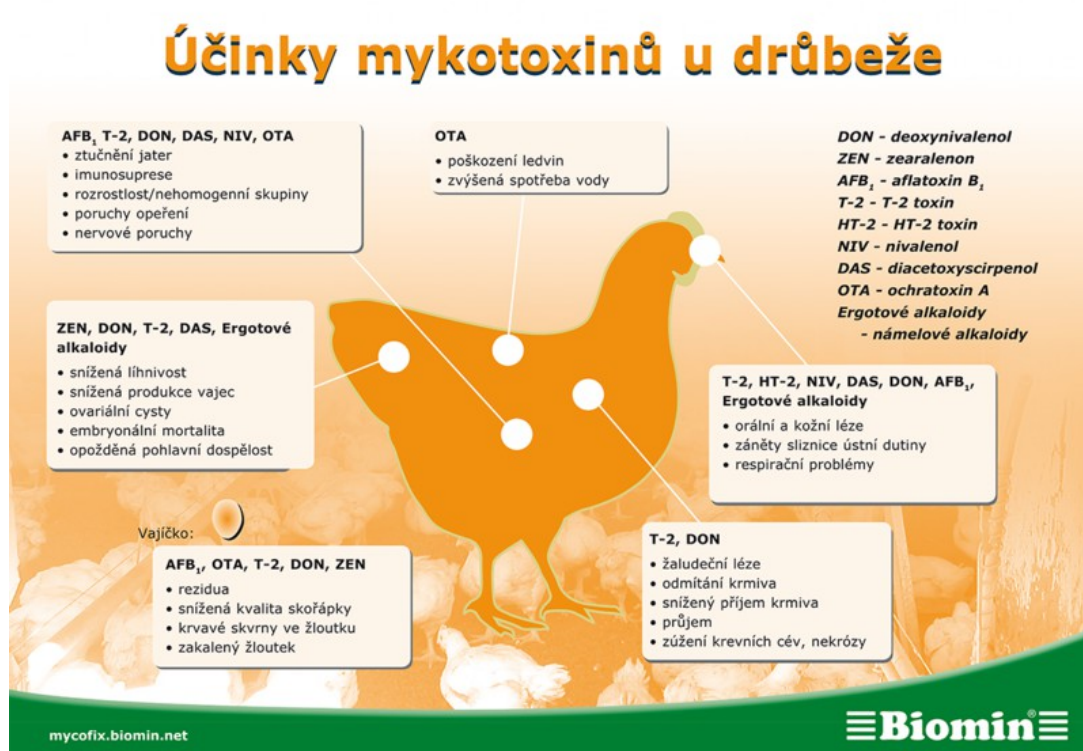 Účinky mykotoxinů u drůbeže
AFB₁ T-2, DON, DAS, NIV, OTA
• ztučnění jater
• imunosuprese
• rozrostlost/nehomogenní skupiny
• poruchy opeření
• nervové poruchy
OTA
• poškození ledvin
• zvýšená spotřeba vody
DON - deoxynivalenol
ZEN - zearalenon
AFB₁ - aflatoxin B₁
T-2 - T-2 toxin
HT-2 - HT-2 toxin
NIV - nivalenol
DAS - diacetoxyscirpenol
OTA - ochratoxin A
Ergotové alkaloidy
- námelové alkaloidy
ZEN, DON, T-2, DAS, Ergotové
alkaloidy
• snížená líhnivost
• snížená produkce vajec
• ovariální cysty
• embryonální mortalita
• opožděná pohlavní dospělost
T-2, HT-2, NIV, DAS, DON, AFB₁,
Ergotové alkaloidy
• orální a kožní léze
• záněty sliznice ústní dutiny
• respirační problémy
Vajíčko:
AFB₁, OTA, T-2, DON, ZEN
• rezidua
• snížená kvalita skořápky
• krvavé skvrny ve žloutku
• zakalený žloutek
T-2, DON
• žaludeční léze
• odmítání krmiva
• snížený příjem krmiva
• průjem
• zúžení krevních cév, nekrózy
mycofix.biomin.net
Biomin®